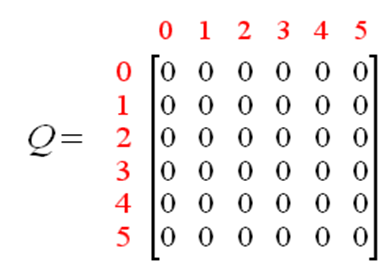 0 1 2 3 4 5
0 0 0 0 0 0 0
1 0 0 0 0 0 0
Q = 2 0 0 0 0 0 0
3 0 0 0 0 0 0
4 0 0 0 0 0 0
5 0 0 0 0 0 0